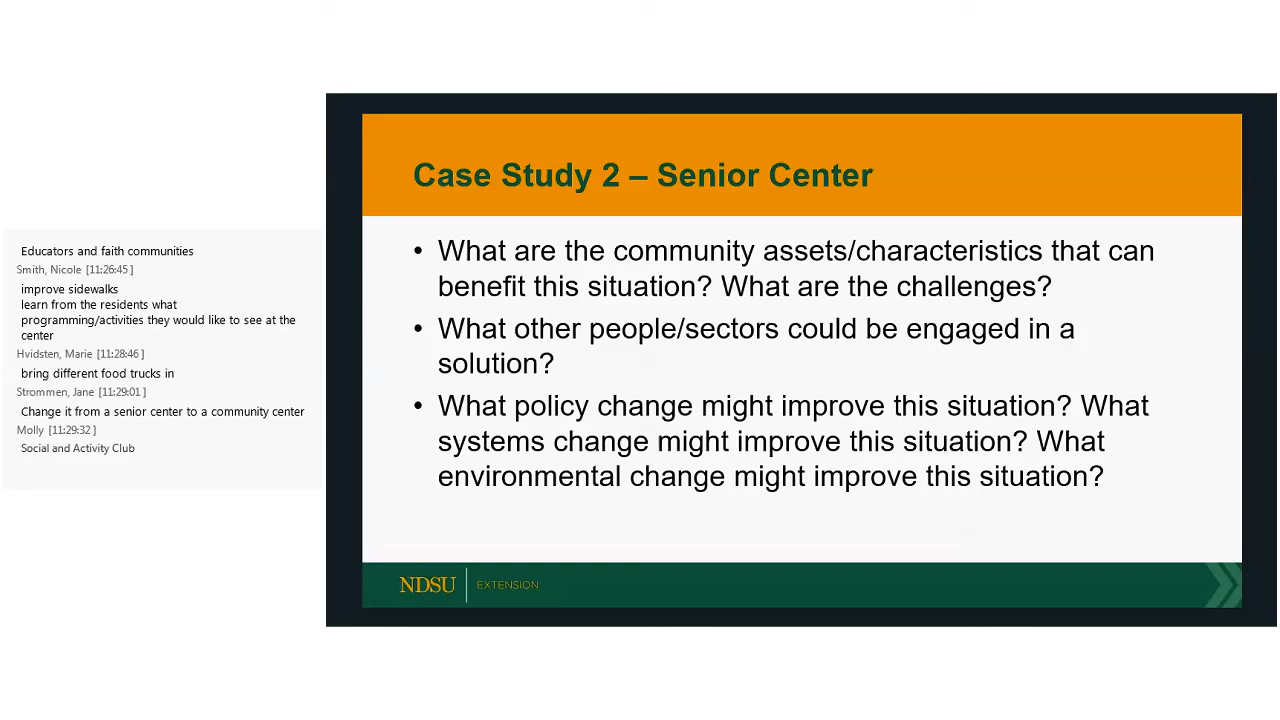 Educators and faith communities
Smith, Nicole [11:26:45]
improve sidewalks
learn from the residents what
programming/activities they would like to see at the
center
Hvidsten, Marie [11:28:46]
bring different food trucks in
Strommen, Jane [11:29:01]
Change it from a senior center to a community center
Molly [11:29:32]
Social and Activity Club
Case Study 2 – Senior Center
• What are the community assets/characteristics that can
benefit this situation? What are the challenges?
• What other people/sectors could be engaged in a
solution?
• What policy change might improve this situation? What
systems change might improve this situation? What
environmental change might improve this situation?
NDSU EXTENSION